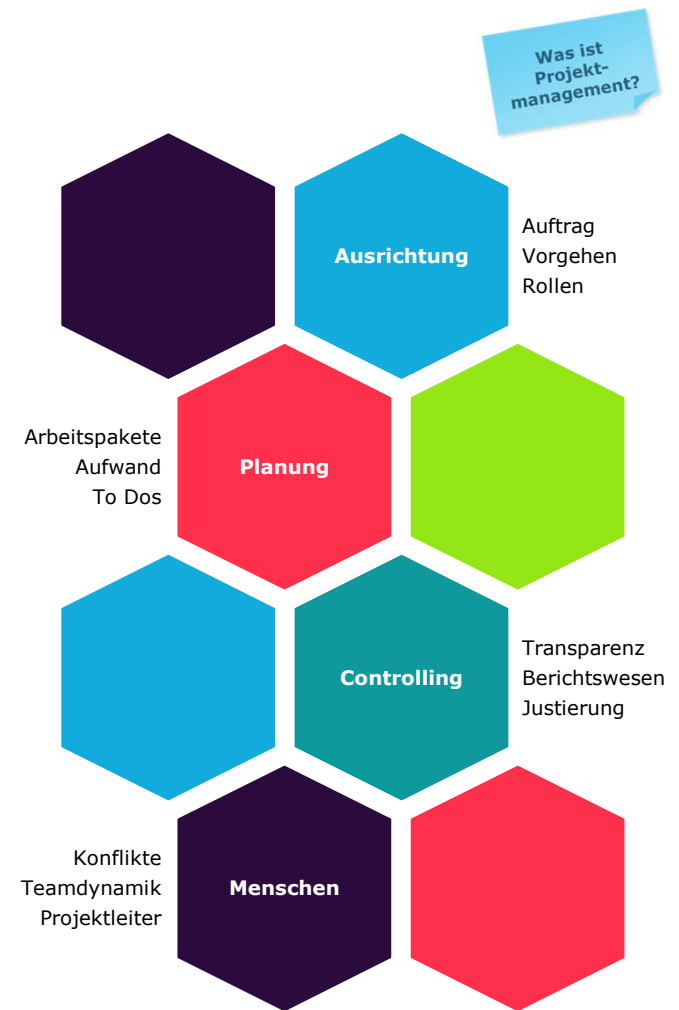 Was ist
Projekt-
management?
Ausrichtung
Auftrag
Vorgehen
Rollen
Arbeitspakete
Aufwand
To Dos
Planung
Controlling
Transparenz
Berichtswesen
Justierung
Konflikte
Teamdynamik
Projektleiter
Menschen